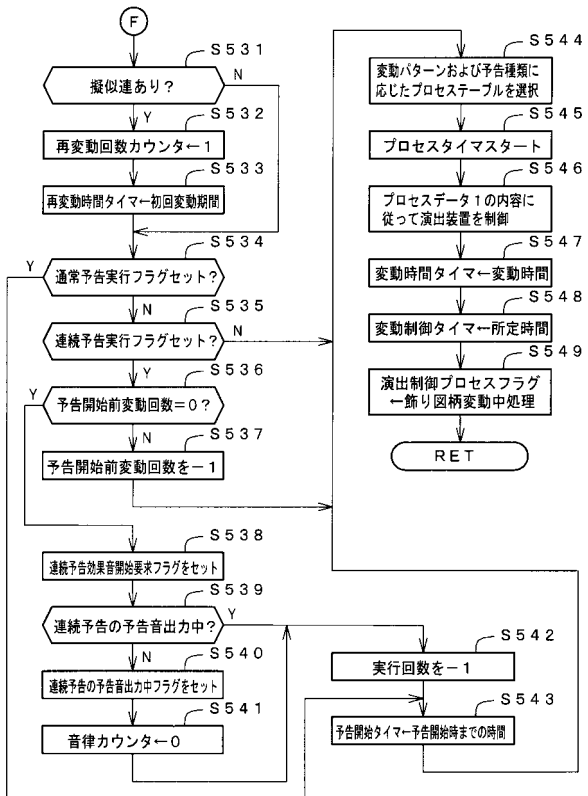 F
S531
擬似連あり?
N
Y
S532
再変動回数カウンタ←1
S533
再変動時間タイマ←初回変動期間
S534
Y
通常予告実行フラグセット?
N
S535
連続予告実行フラグセット?
N
Y
S536
Y
予告開始前変動回数=0?
N
S537
予告開始前変動回数を-1
S538
連続予告効果音開始要求フラグをセット
S539
連続予告の予告音出力中?
Y
N
S540
連続予告の予告音出力中フラグをセット
S541
音律カウンタ←0
S542
実行回数を-1
S543
予告開始タイマ←予告開始時までの時間
S544
変動パターンおよび予告種類に
応じたプロセステーブルを選択
S545
プロセスタイマスタート
S546
プロセスデータ1の内容に
従って演出装置を制御
S547
変動時間タイマ←変動時間
S548
変動制御タイマ←所定時間
S549
演出制御プロセスフラグ
←飾り図柄変動中処理
RET